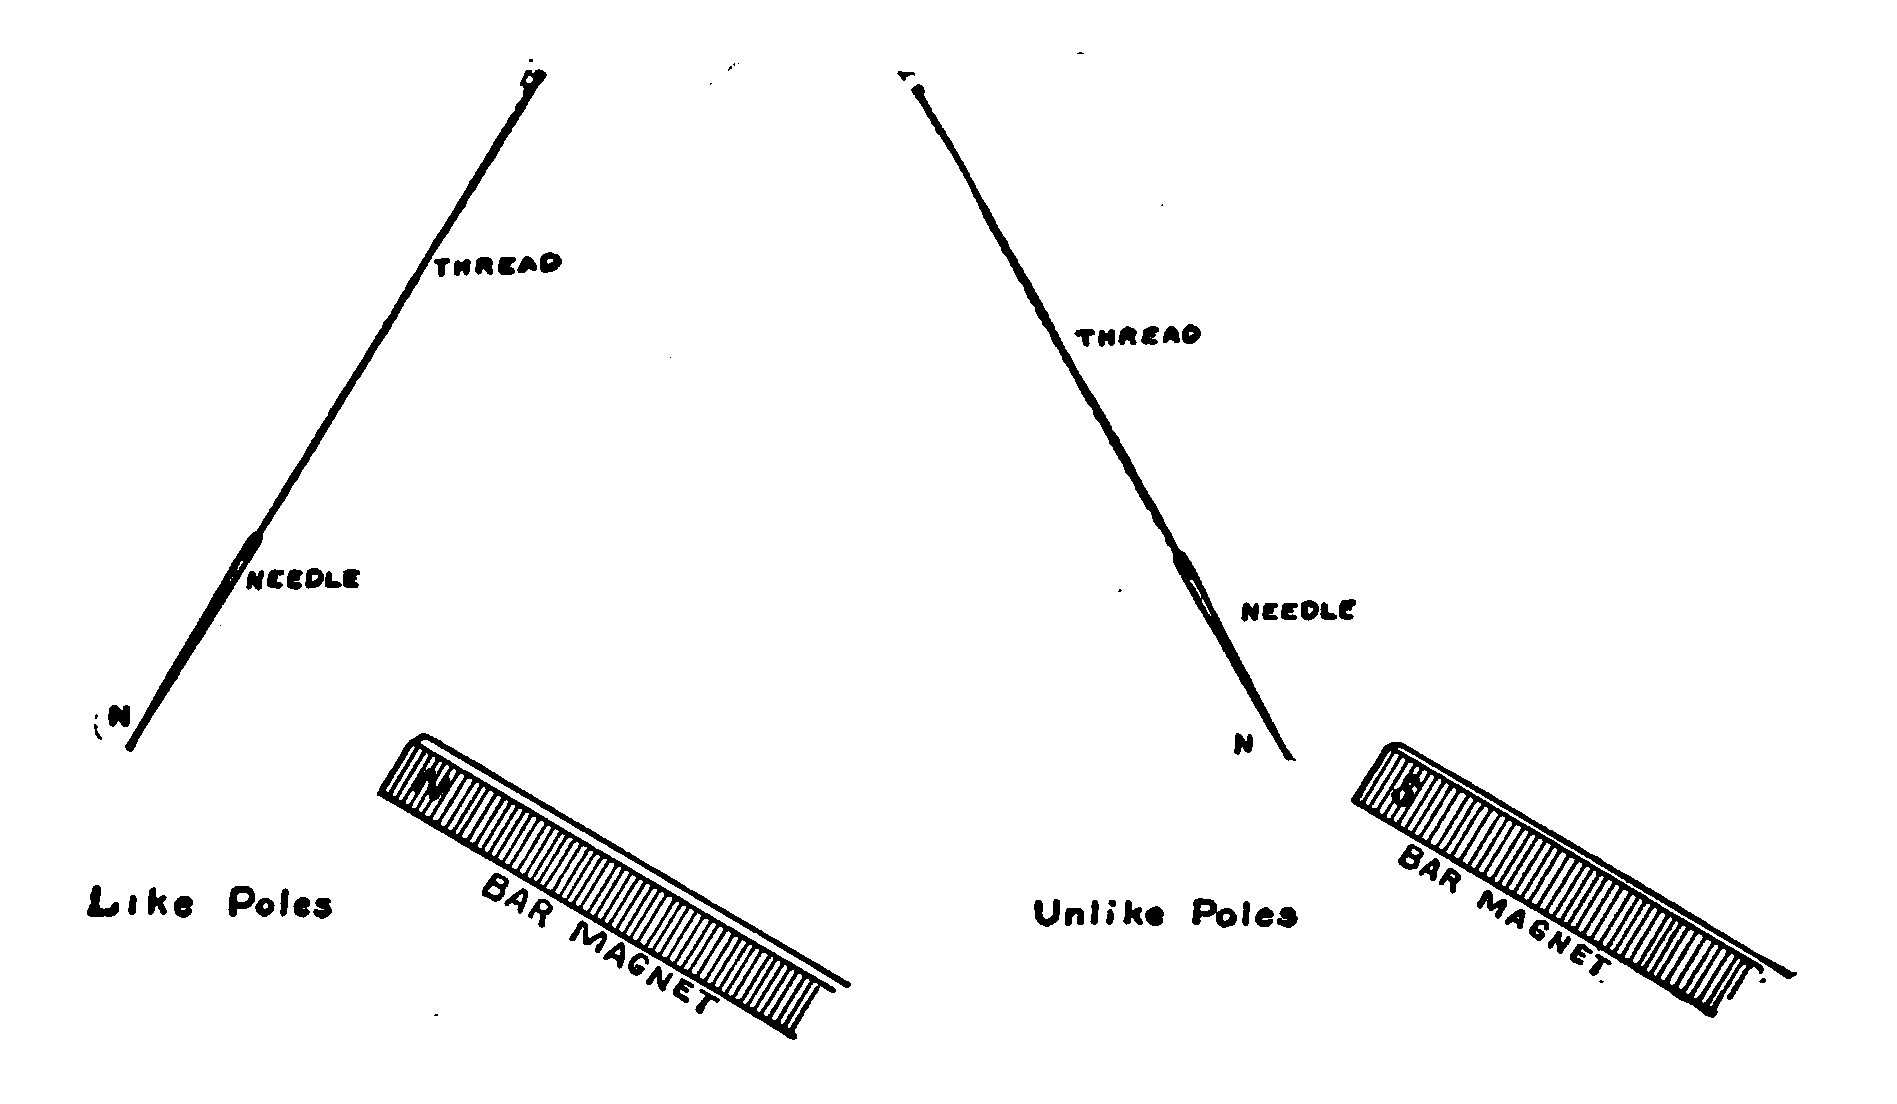 THREAD
NEEDLE
N
N
BAR MAGNET
Like Poles
THREAD
NEEDLE
N
S
BAR MAGNET
Unlike Poles